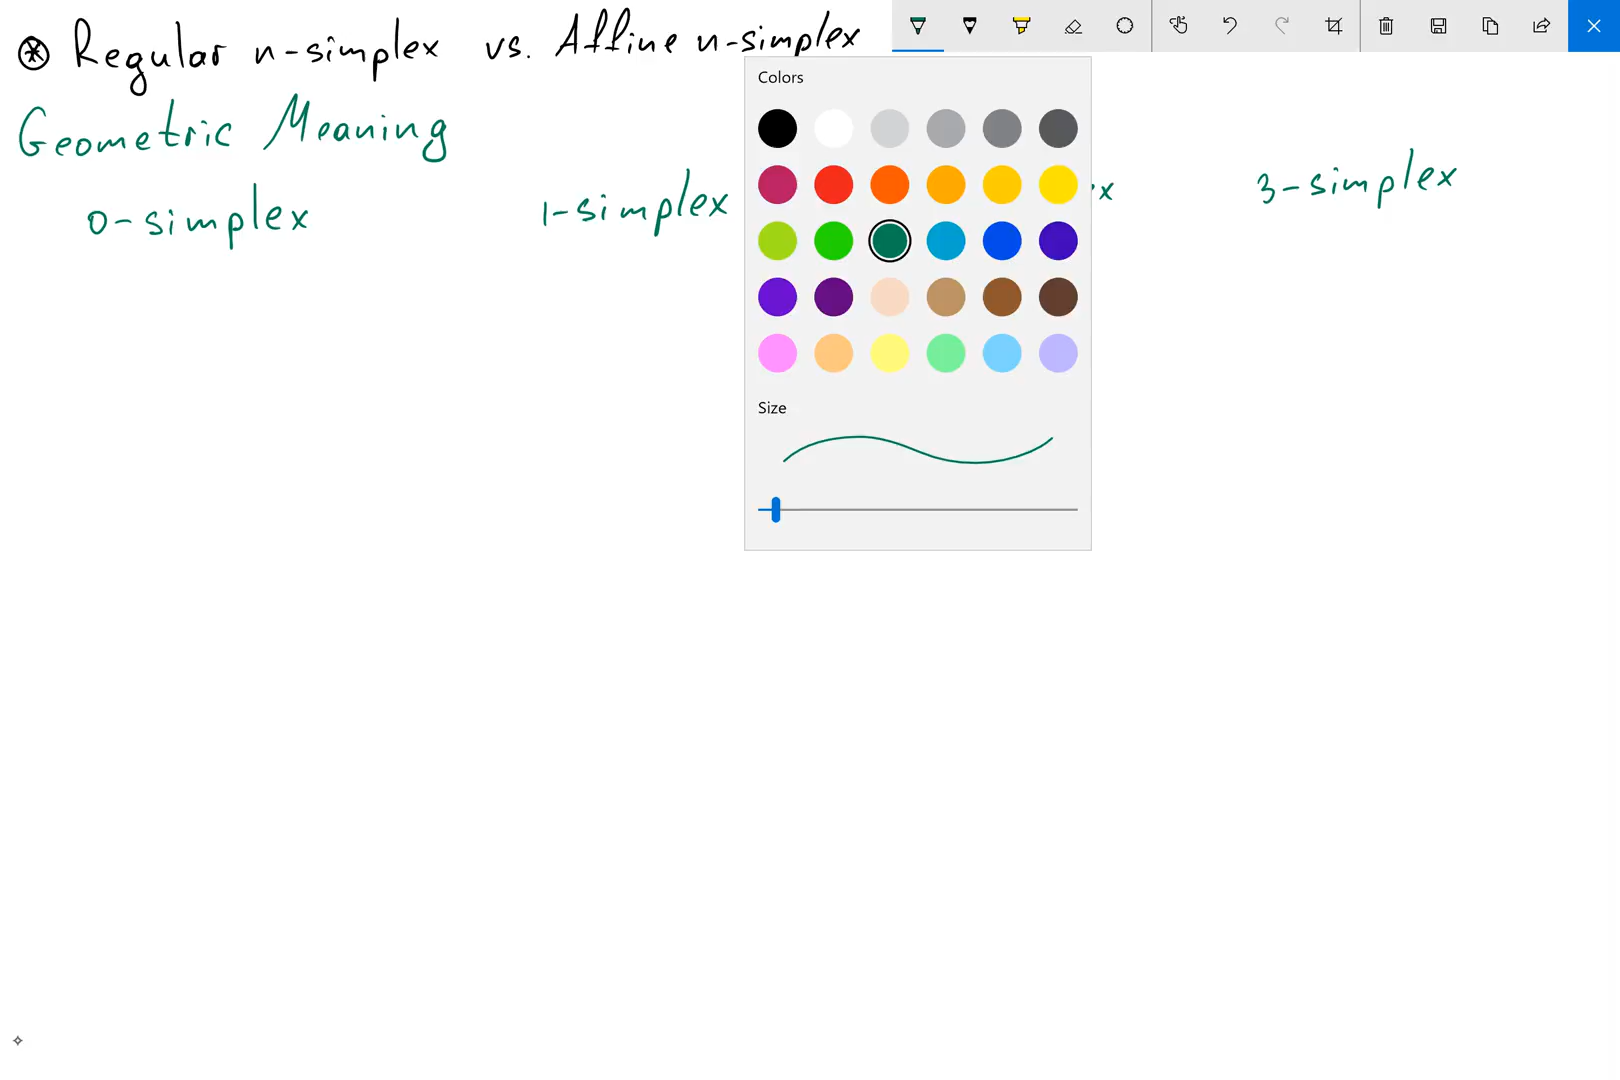 ⊛ Regular n-simplex vs. Affine n-simplex
Geometric Meaning
0-simplex 1-simplex x 3-simplex
Colors
Size